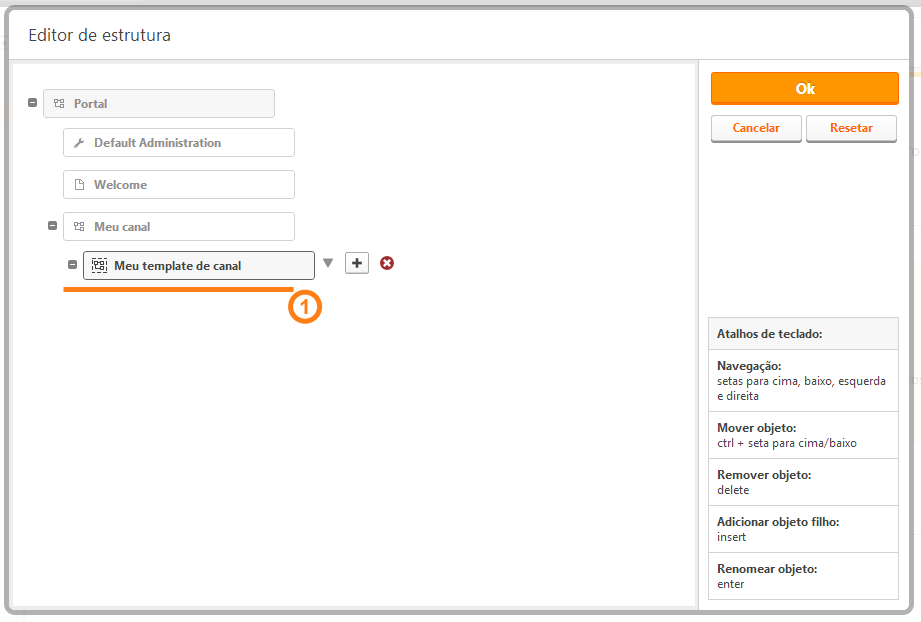 Editor de estrutura
Portal
Default Administration
Welcome
Meu canal
Meu template de canal
1
Ok
Cancelar
Resetar
Atalhos de teclado:
Navegação:
setas para cima, baixo, esquerda
e direita
Mover objeto:
ctrl + seta para cima/baixo
Remover objeto:
delete
Adicionar objeto filho:
insert
Renomear objeto:
enter